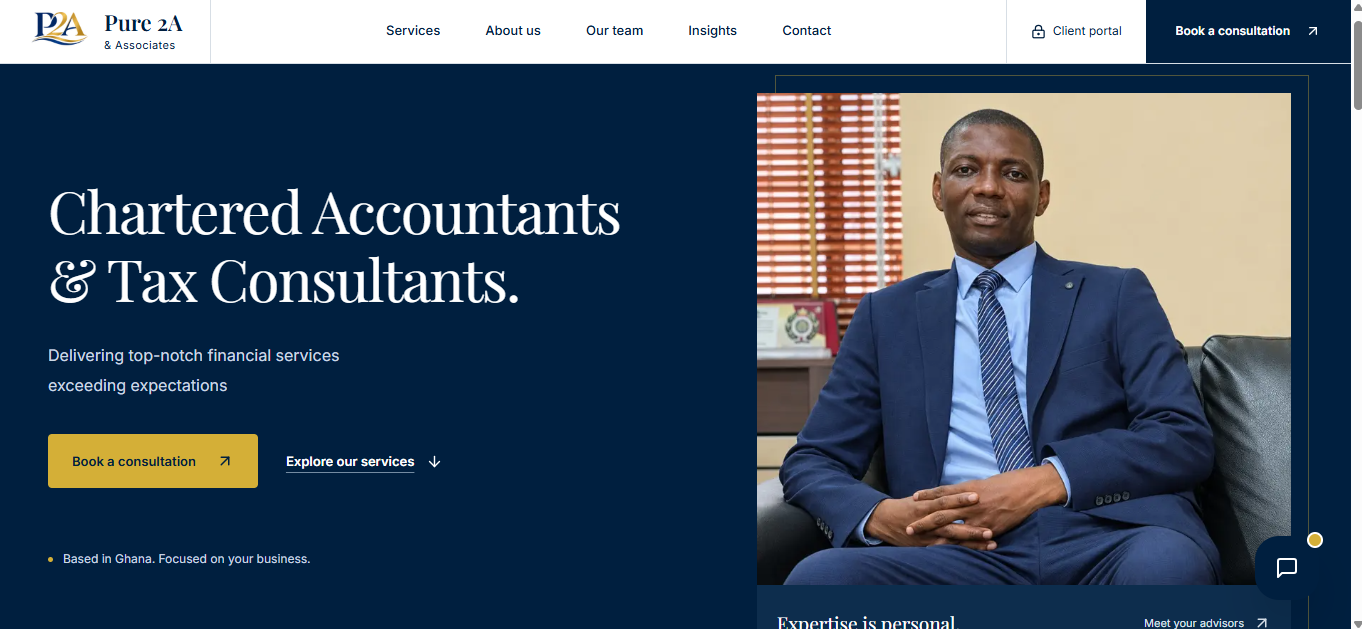 P2A
Pure 2A
& Associates
Services
About us
Our team
Insights
Contact
Client portal
Book a consultation
Chartered Accountants
& Tax Consultants.
Delivering top-notch financial services
exceeding expectations
Book a consultation
Explore our services
Based in Ghana. Focused on your business.
Expertise is personal.
Meet your advisors